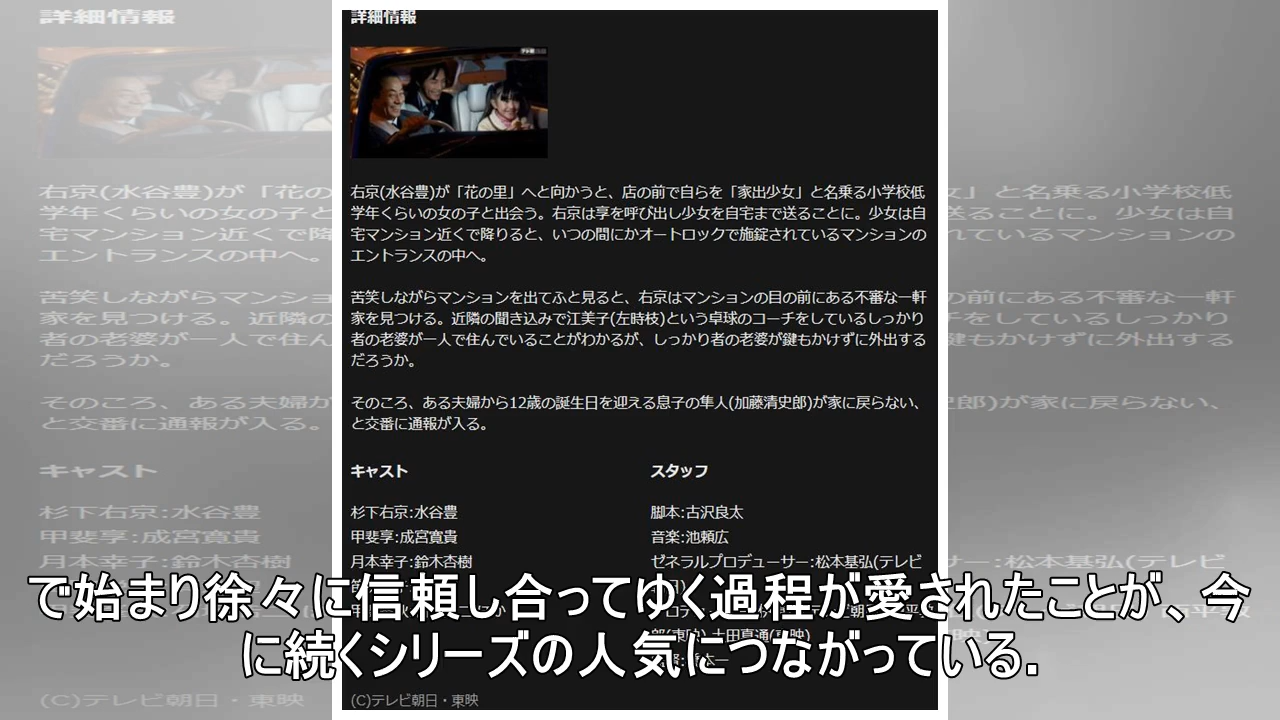 詳細情報
右京(水谷豊)が「花の里」へと向かうと、店の前で自らを「家出少女」と名乗る小学校低
学年くらいの女の子と出会う。右京は享を呼び出し少女を自宅まで送ることに。少女は自
宅マンション近くで降りると、いつの間にかオートロックで施錠されているマンションの
エントランスの中へ。
苦笑しながらマンションを出てふと見ると、右京はマンションの目の前にある不審な一軒
家を見つける。近隣の聞き込みで江美子(左時枝)という卓球のコーチをしているしっかり
者の老婆が一人で住んでいることがわかるが、しっかり者の老婆が鍵もかけずに外出する
だろうか。
そのころ、ある夫婦から12歳の誕生日を迎える息子の隼人(加藤清史郎)が家に戻らない、
と交番に通報が入る。
キャスト
杉下右京:水谷豊
甲斐享:成宮寛貴
月本幸子:鈴木杏樹
スタッフ
脚本:古沢良太
音楽:池頼広
ゼネラルプロデューサー:松本基弘(テレビ
で始まり徐々に信頼し合ってゆく過程が愛されたことが、今
に続くシリーズの人気につながっている.
(C)テレビ朝日・東映